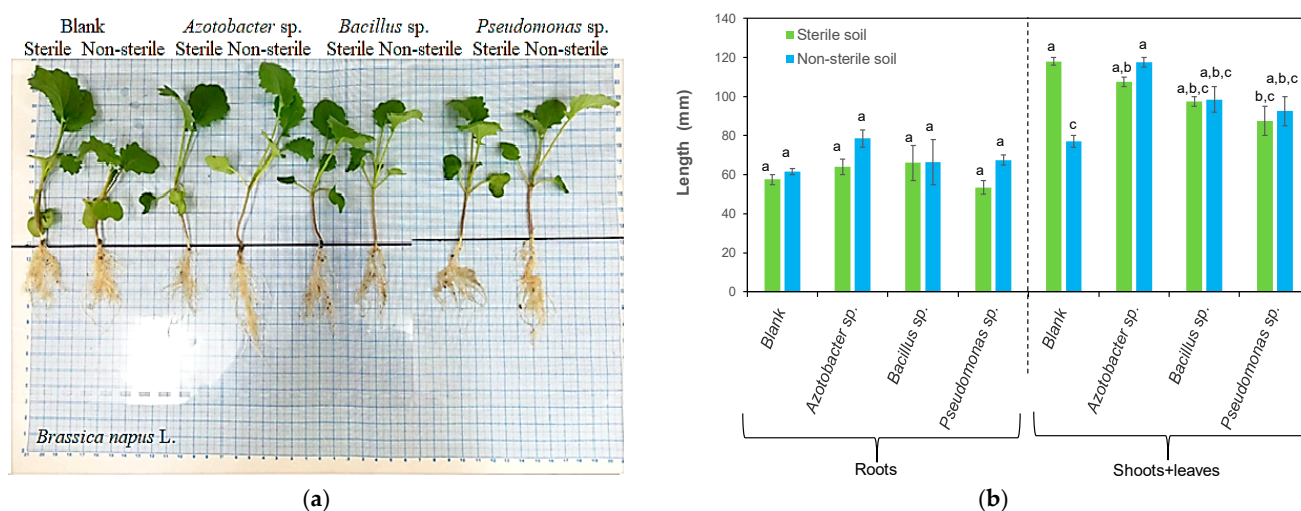 Blank Azotobacter sp. Bacillus sp. Pseudomonas sp.
Sterile Non-sterile Sterile Non-sterile Sterile Non-sterile Sterile Non-sterile
Brassica napus L.
(a)
Sterile soil
Non-sterile soil
Length (mm)
140
120
100
80
60
40
20
0
a a a a a a a a a c a,b a a,b,c a,b,c b,c a,b,c
Blank Azotobacter sp. Bacillus sp. Pseudomonas sp. Blank Azotobacter sp. Bacillus sp. Pseudomonas sp.
Roots Shoots+leaves
(b)